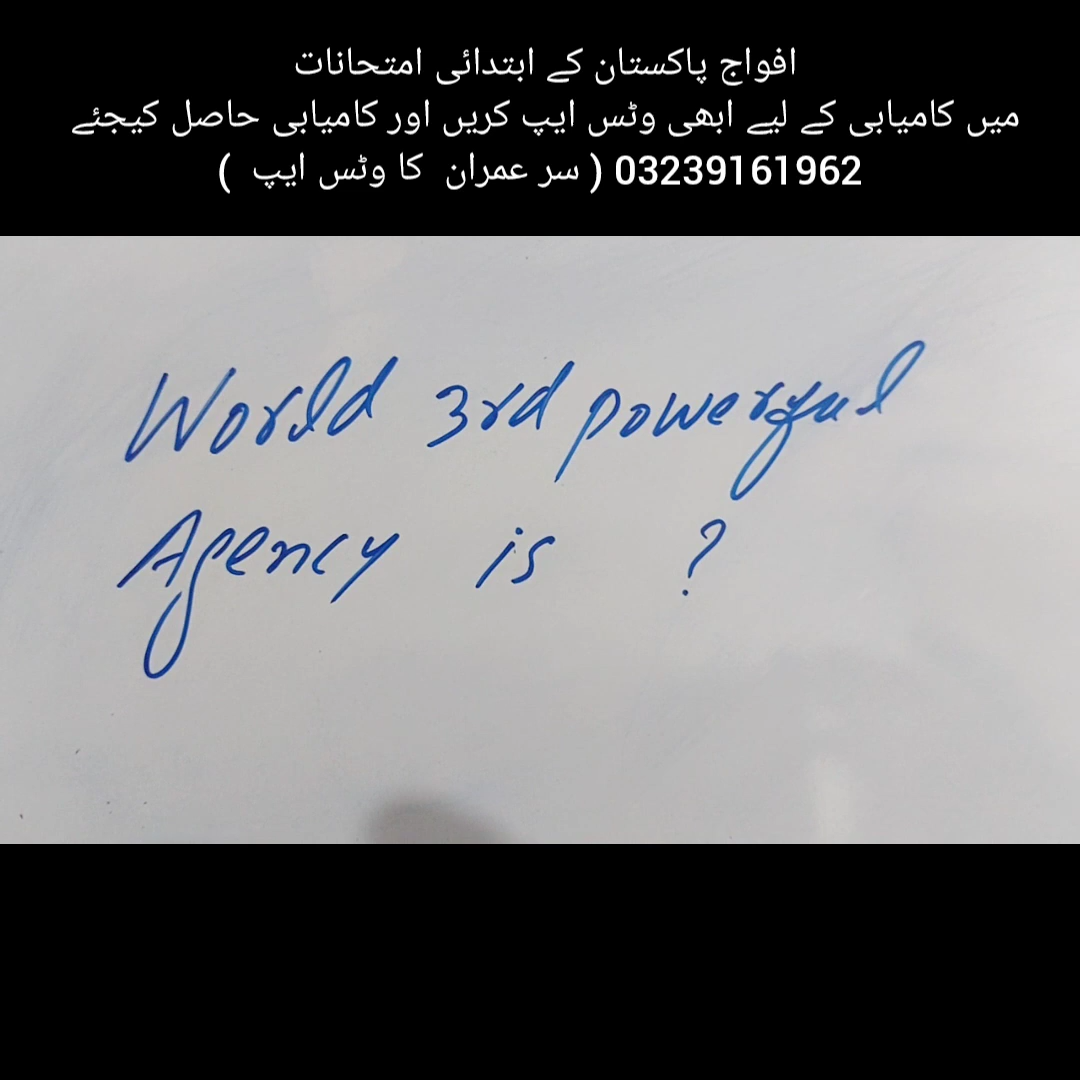 افواج پاکستان کے ابتدائی امتحانات
میں کامیابی کے لیے ابھی وٹس ایپ کریں اور کامیابی حاصل کیجئے
03239161962 ( سر عمران کا وٹس ایپ )
World 3rd powerful
Agency is ?